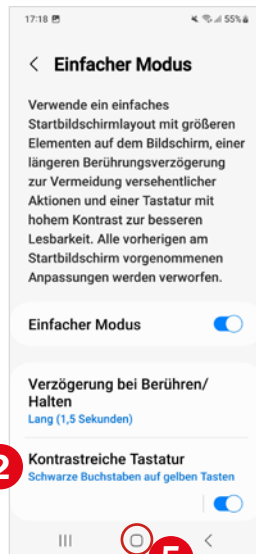 17:18 55%
< Einfacher Modus
Verwende ein einfaches
Startbildschirmlayout mit größeren
Elementen auf dem Bildschirm, einer
längeren Berührungsverzögerung
zur Vermeidung versehentlicher
Aktionen und einer Tastatur mit
hohem Kontrast zur besseren
Lesbarkeit. Alle vorherigen am
Startbildschirm vorgenommenen
Anpassungen werden verworfen.
Einfacher Modus
Verzögerung bei Berühren/
Halten
Lang (1,5 Sekunden)
2 Kontrastreiche Tastatur
Schwarze Buchstaben auf gelben Tasten